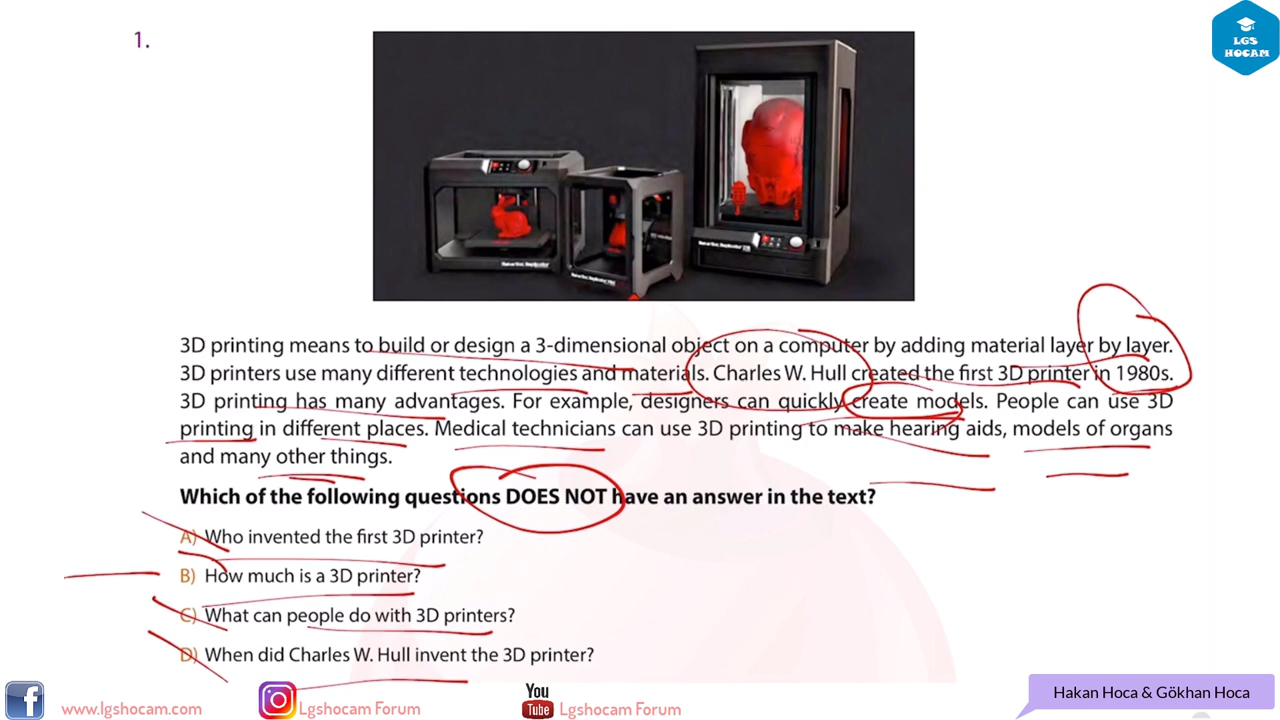 1.
LGS
HOCAM
3D printing means to build or design a 3-dimensional object on a computer by adding material layer by layer.
3D printers use many different technologies and materials. Charles W. Hull created the first 3D printer in 1980s.
3D printing has many advantages. For example, designers can quickly create models. People can use 3D
printing in different places. Medical technicians can use 3D printing to make hearing aids, models of organs
and many other things.
Which of the following questions DOES NOT have an answer in the text?
A) Who invented the first 3D printer?
B) How much is a 3D printer?
C) What can people do with 3D printers?
D) When did Charles W. Hull invent the 3D printer?
www.lgshocam.com
Lgshocam Forum
You
Tube
Lgshocam Forum
Hakan Hoca & Gökhan Hoca